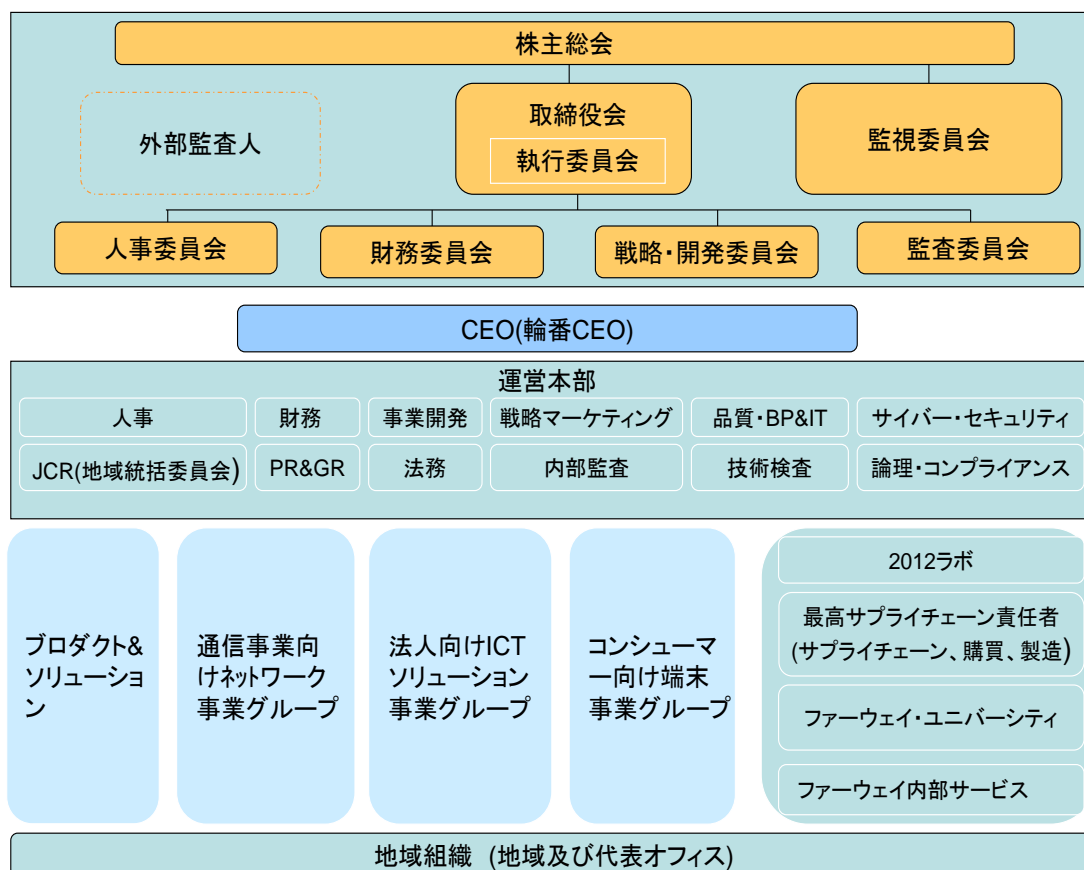 株主総会
外部監査人
取締役会
執行委員会
監視委員会
人事委員会
財務委員会
戦略・開発委員会
監査委員会
CEO(輪番CEO)
運営本部
人事
財務
事業開発
戦略マーケティング
品質・BP&IT
サイバー・セキュリティ
JCR(地域統括委員会)
PR&GR
法務
内部監査
技術検査
論理・コンプライアンス
ブロダクト&
ソリューショ
ン
通信事業向
けネットワーク
事業グループ
法人向けICT
ソリューション
事業グループ
コンシューマ
ー向け端末
事業グループ
2012ラボ
最高サプライチェーン責任者
(サプライチェーン、購買、製造)
ファーウェイ・ユニバーシティ
ファーウェイ内部サービス
地域組織 (地域及び代表オフィス)